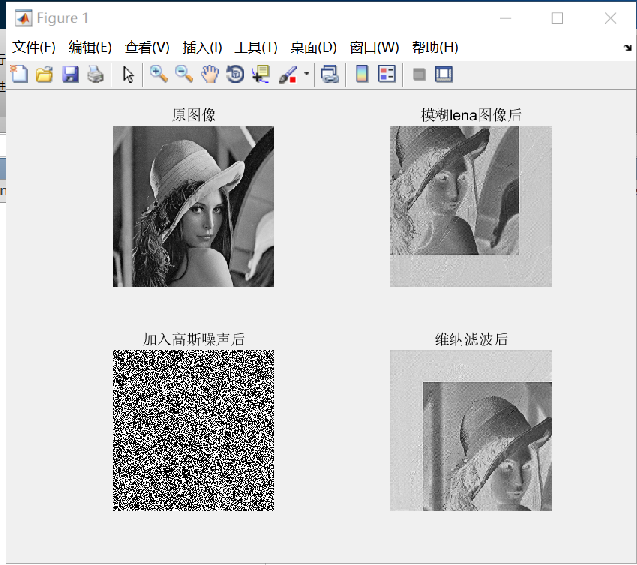 Figure 1
文件(F) 编辑(E) 查看(V) 插入(I) 工具(T) 桌面(D) 窗口(W) 帮助(H)
原图像 模糊lena图像后
加入高斯噪声后 维纳滤波后